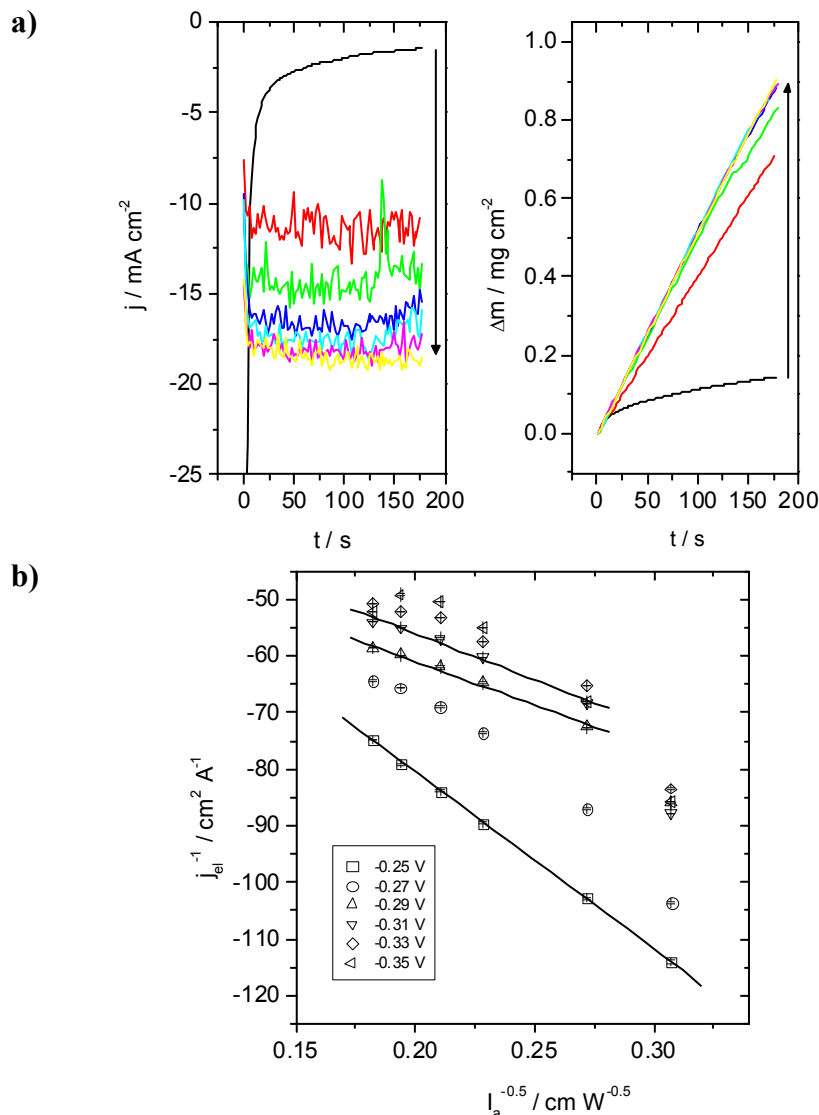 a)
0
-5
-10
-15
-20
-25
j / mA cm-2
0 50 100 150 200
t / s
1.0
0.8
0.6
0.4
0.2
0.0
Δm / mg cm-2
0 50 100 150 200
t / s
b)
-50
-60
-70
-80
-90
-100
-110
-120
jel-1 / cm2 A-1
-0.25 V
-0.27 V
-0.29 V
-0.31 V
-0.33 V
-0.35 V
0.15 0.20 0.25 0.30
Ia-0.5 / cm W-0.5